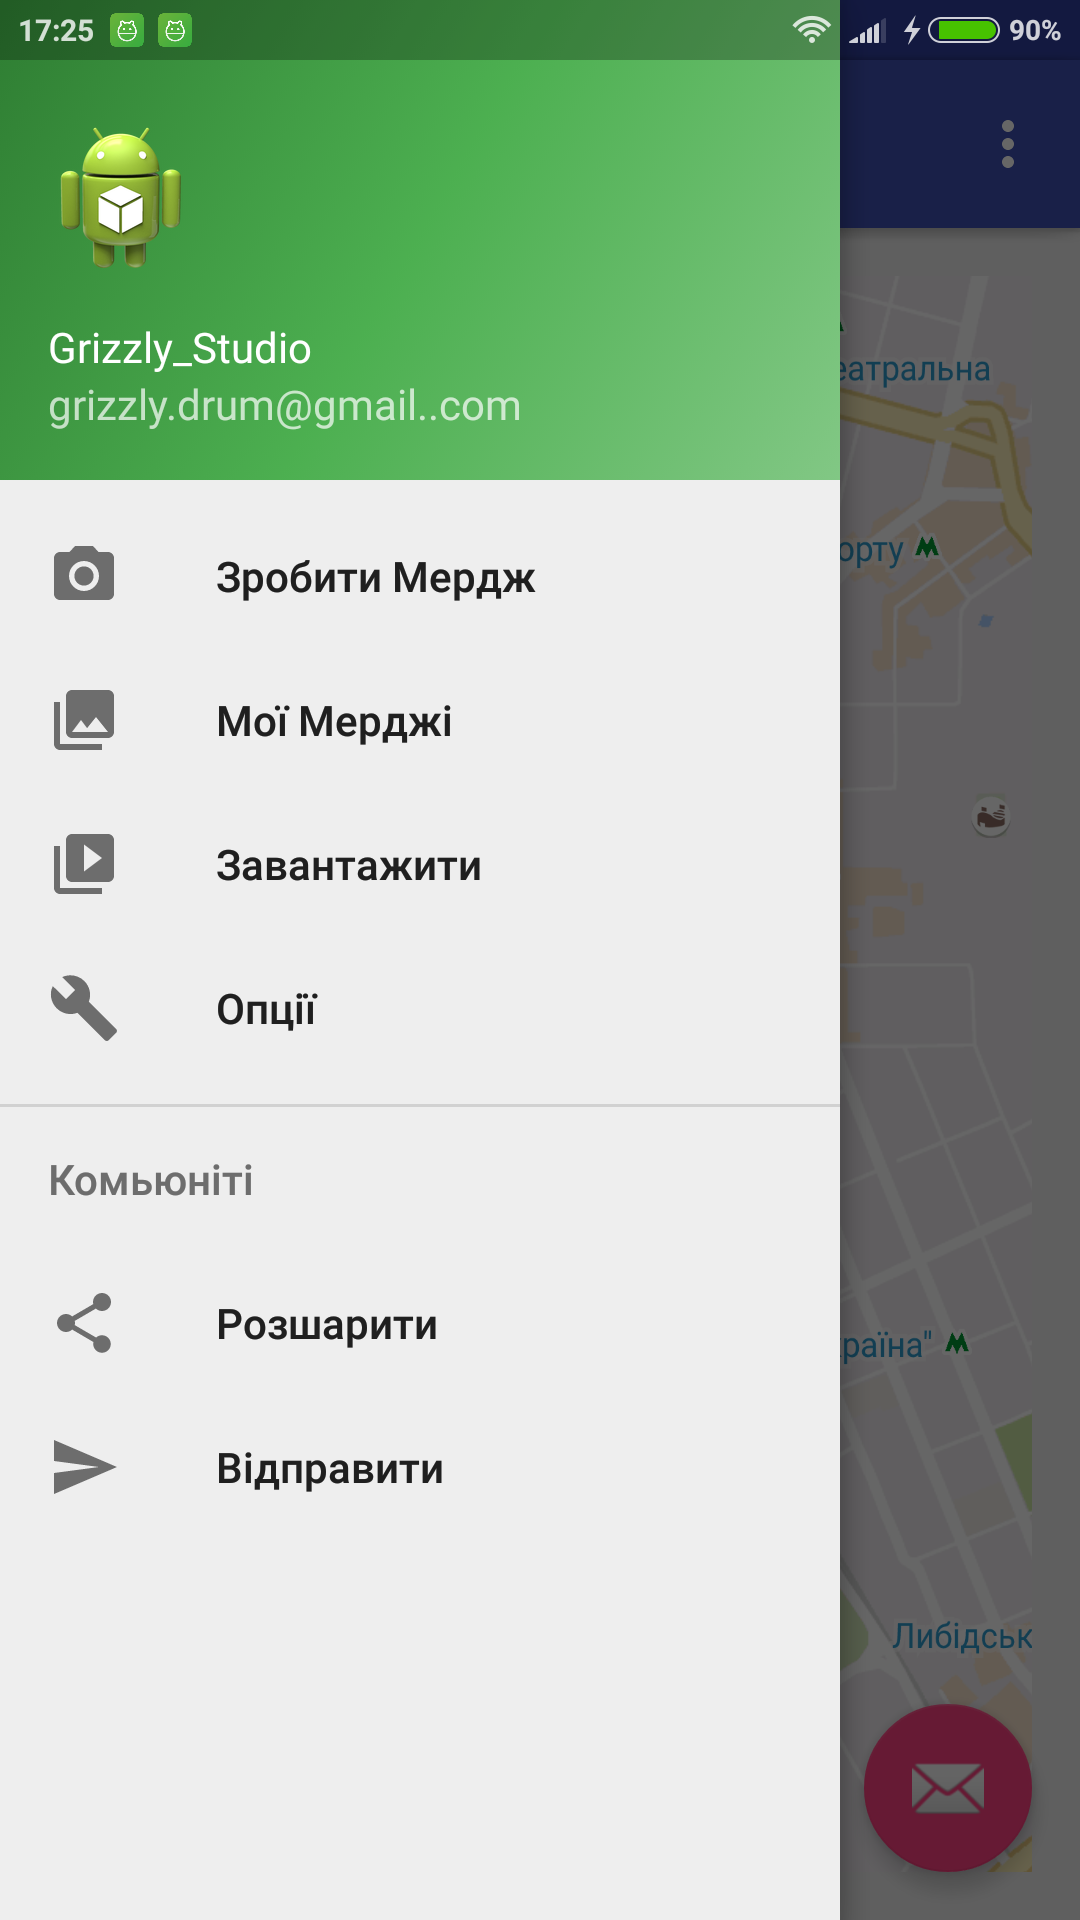 17:25
90%
Grizzly_Studio
grizzly.drum@gmail..com
еатральна
орту
Зробити Мердж
Мої Мерджі
Завантажити
Опції
Комьюніті
Розшарити
країна"
Відправити
Либідськ